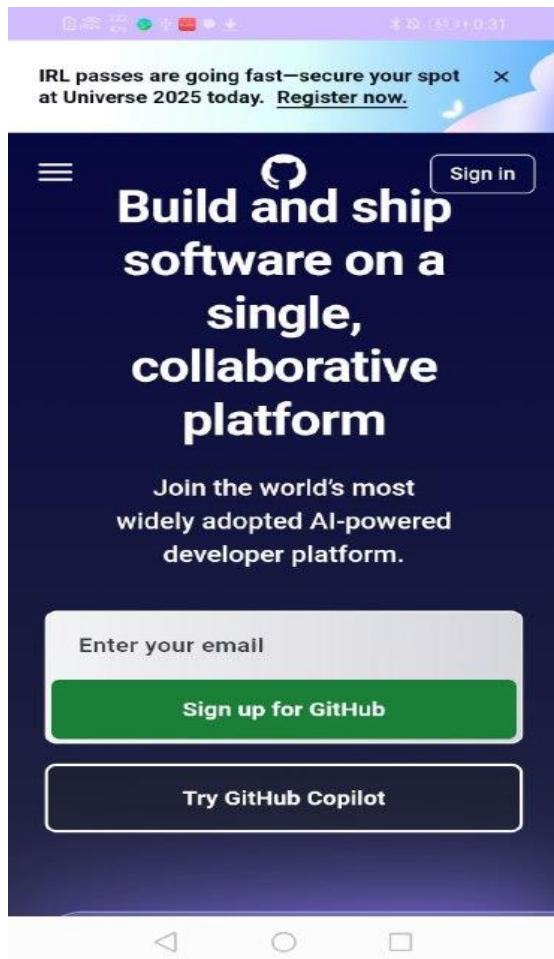 0:31
IRL passes are going fast—secure your spot
at Universe 2025 today. Register now.
Sign in
Build and ship
software on a
single,
collaborative
platform
Join the world's most
widely adopted AI-powered
developer platform.
Enter your email
Sign up for GitHub
Try GitHub Copilot